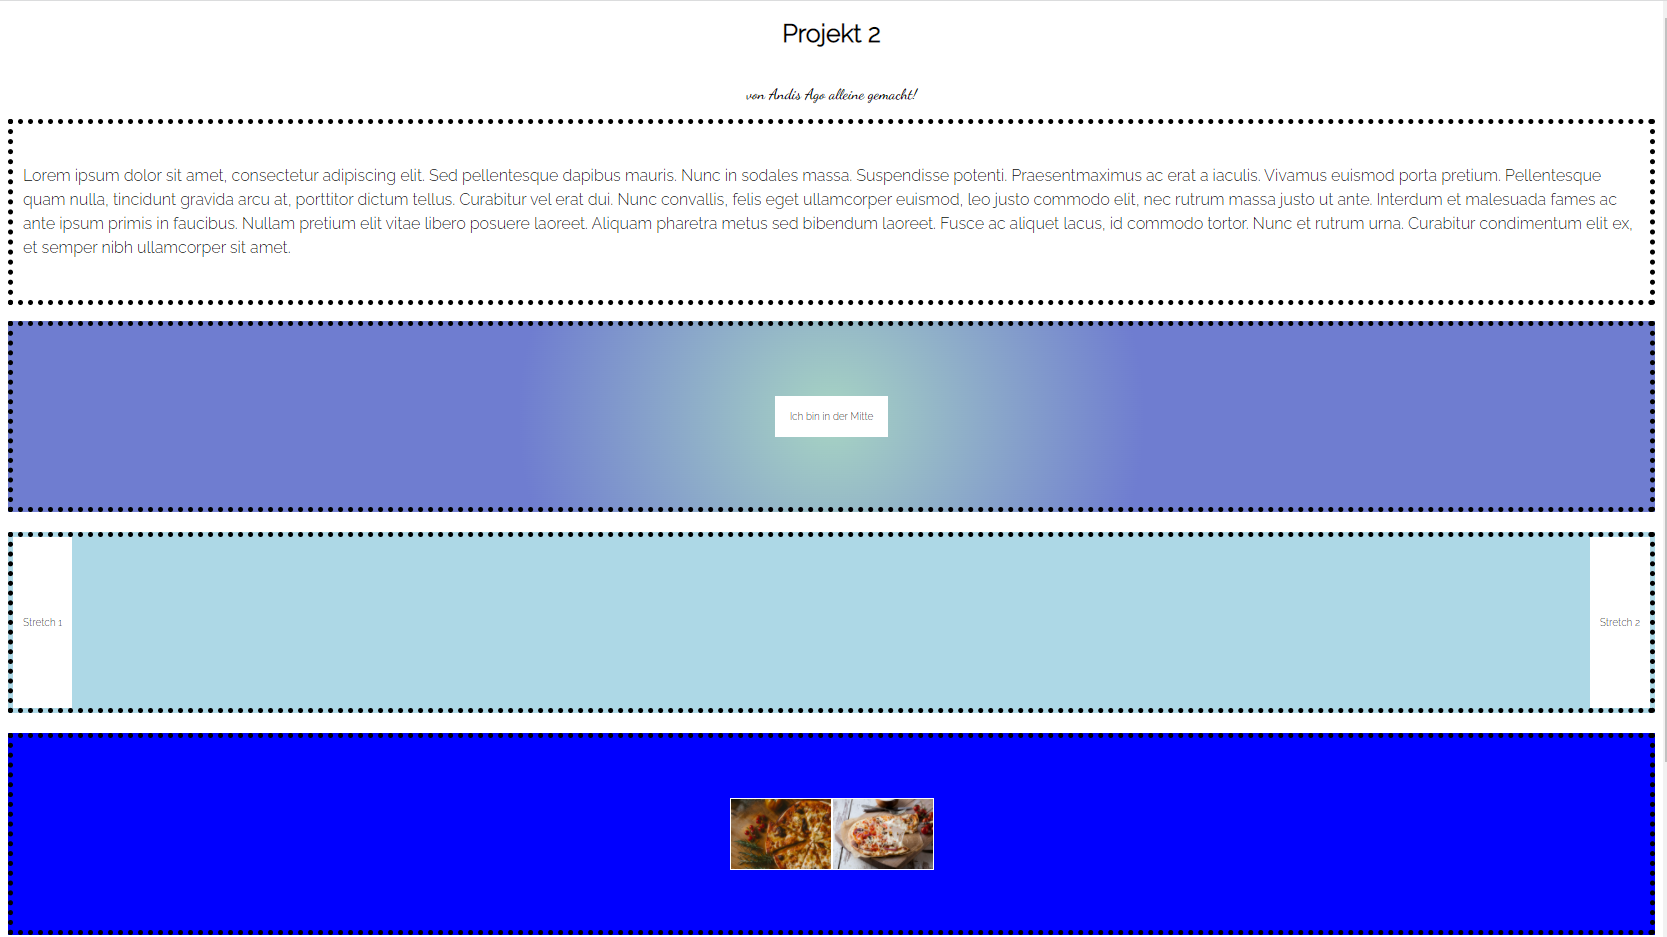 Projekt 2
von Andis Ago alleine gemacht!
Lorem ipsum dolor sit amet, consectetur adipiscing elit. Sed pellentesque dapibus mauris. Nunc in sodales massa. Suspendisse potenti. Praesentmaximus ac erat a iaculis. Vivamus euismod porta pretium. Pellentesque
quam nulla, tincidunt gravida arcu at, porttitor dictum tellus. Curabitur vel erat dui. Nunc convallis, felis eget ullamcorper euismod, leo justo commodo elit, nec rutrum massa justo ut ante. Interdum et malesuada fames ac
ante ipsum primis in faucibus. Nullam pretium elit vitae libero posuere laoreet. Aliquam pharetra metus sed bibendum laoreet. Fusce ac aliquet lacus, id commodo tortor. Nunc et rutrum urna. Curabitur condimentum elit ex,
et semper nibh ullamcorper sit amet.
Ich bin in der Mitte
Stretch 1
Stretch 2